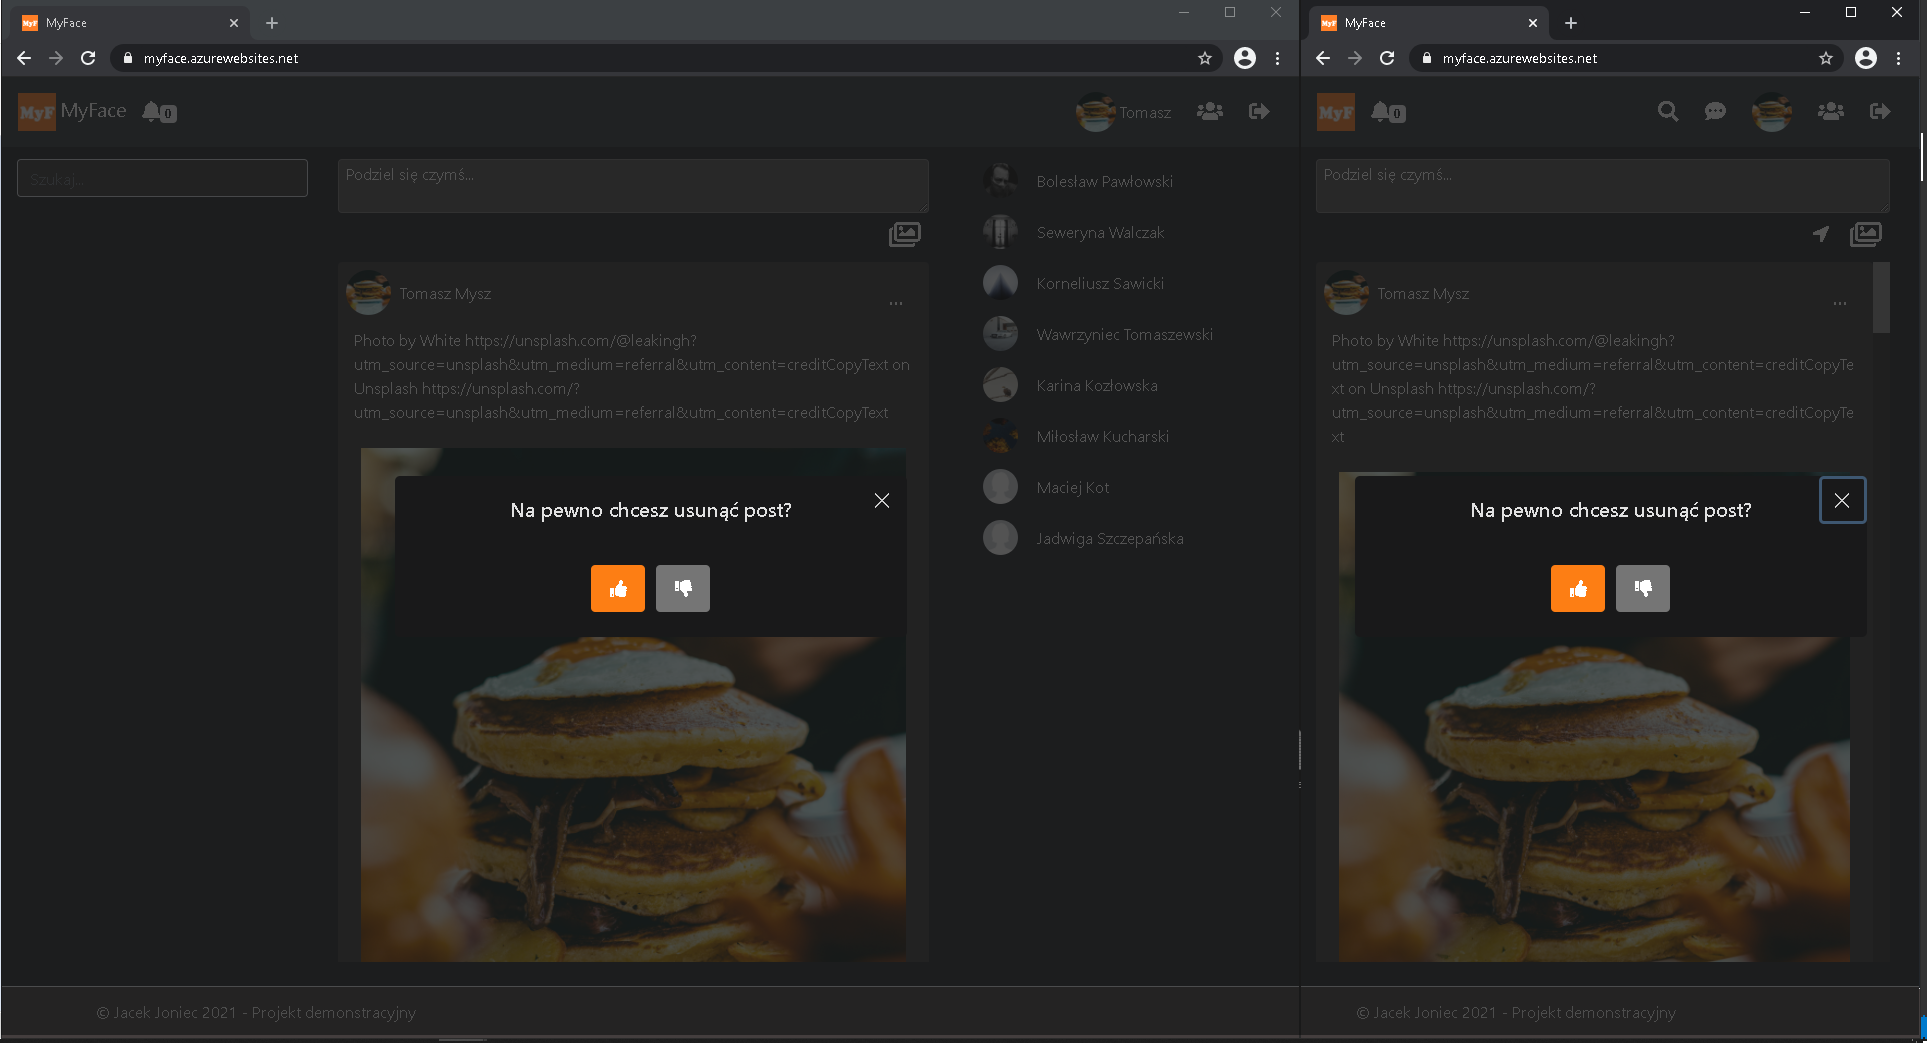 MyFace
myface.azurewebsites.net
MyF MyFace 0
Tomasz
Szukaj..
Podziel się czymś...
Tomasz Mysz
...
Photo by White https://unsplash.com/@leakingh?
utm_source=unsplash&utm_medium=referral&utm_content=creditCopyText on
Unsplash https://unsplash.com/?
utm_source=unsplash&utm_medium=referral&utm_content=creditCopyText
Na pewno chcesz usunąć post?
Bolesław Pawłowski
Seweryna Walczak
Korneliusz Sawicki
Wawrzyniec Tomaszewski
Karina Kozłowska
Miłosław Kucharski
Maciej Kot
Jadwiga Szczepańska
© Jacek Joniec 2021 - Projekt demonstracyjny
MyFace
myface.azurewebsites.net
MyF 0
Podziel się czymś...
Tomasz Mysz
...
Photo by White https://unsplash.com/@leakingh?
utm_source=unsplash&utm_medium=referral&utm_content=creditCopyTe
xt on Unsplash https://unsplash.com/?
utm_source=unsplash&utm_medium=referral&utm_content=creditCopyTe
xt
Na pewno chcesz usunąć post?
© Jacek Joniec 2021 - Projekt demonstracyjny